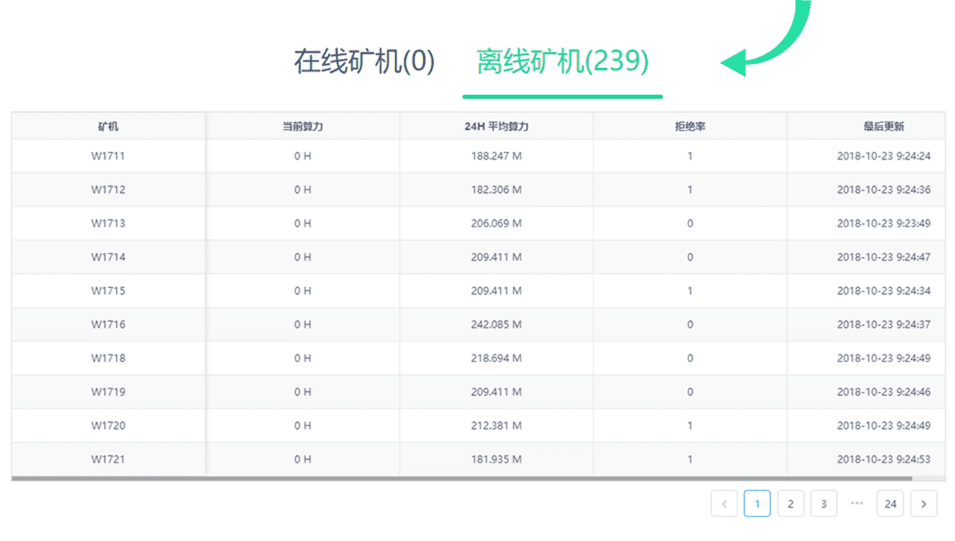 在线矿机(0) 离线矿机(239)
矿机 当前算力 24H 平均算力 拒绝率 最后更新
W1711 0 H 188.247 M 1 2018-10-23 9:24:24
W1712 0 H 182.306 M 1 2018-10-23 9:24:36
W1713 0 H 206.069 M 0 2018-10-23 9:23:49
W1714 0 H 209.411 M 0 2018-10-23 9:24:47
W1715 0 H 209.411 M 1 2018-10-23 9:24:34
W1716 0 H 242.085 M 0 2018-10-23 9:24:37
W1718 0 H 218.694 M 0 2018-10-23 9:24:49
W1719 0 H 209.411 M 0 2018-10-23 9:24:46
W1720 0 H 212.381 M 1 2018-10-23 9:24:49
W1721 0 H 181.935 M 1 2018-10-23 9:24:53
< 1 2 3 ••• 24 >